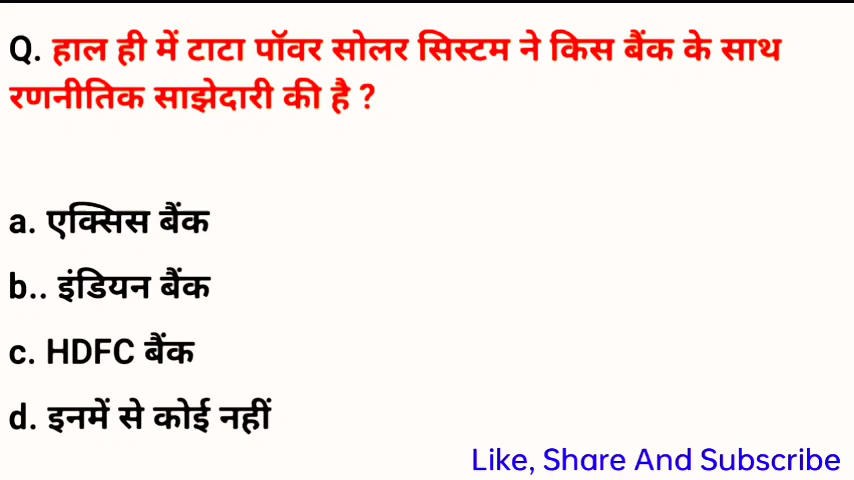 Q. हाल ही में टाटा पॉवर सोलर सिस्टम ने किस बैंक के साथ
रणनीतिक साझेदारी की है ?
a. एक्सिस बैंक
b.. इंडियन बैंक
c. HDFC बैंक
d. इनमें से कोई नहीं
Like, Share And Subscribe